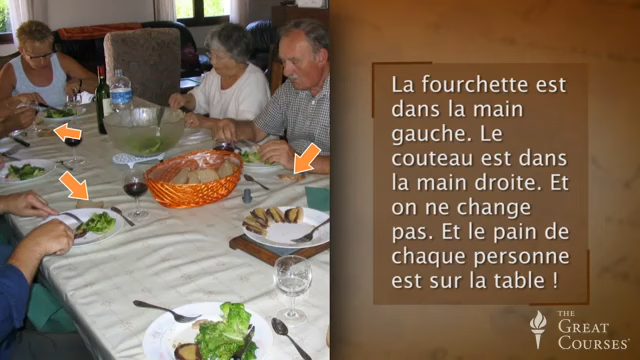 La fourchette est
dans la main
gauche. Le
couteau est dans
la main droite. Et
on ne change
pas. Et le pain de
chaque personne
est sur la table !
THE
GREAT
COURSES®